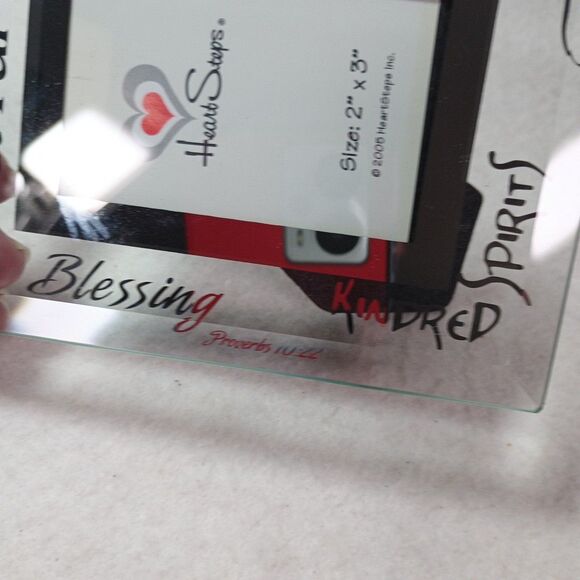 HeartSteps®
Size: 2" x 3"
© 2005 HeartSteps Inc.
Blessing
Proverbs 10:22
KINDRED
SPIRITS